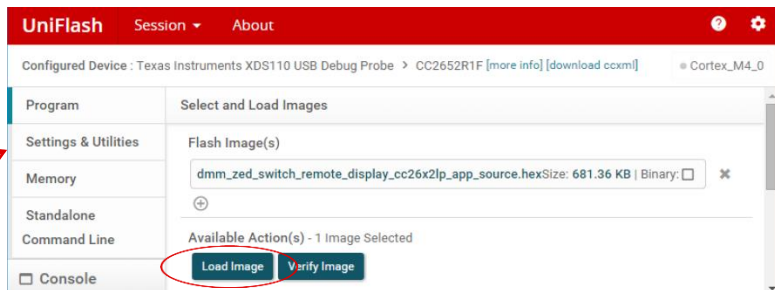 UniFlash Session About
Configured Device : Texas Instruments XDS110 USB Debug Probe > CC2652R1F [more info] [download ccxml] Cortex_M4_0
Program
Settings & Utilities
Memory
Standalone
Command Line
Console
Select and Load Images
Flash Image(s)
dmm_zed_switch_remote_display_cc26x2lp_app_source.hexSize: 681.36 KB | Binary:
Available Action(s) - 1 Image Selected
Load Image Verify Image